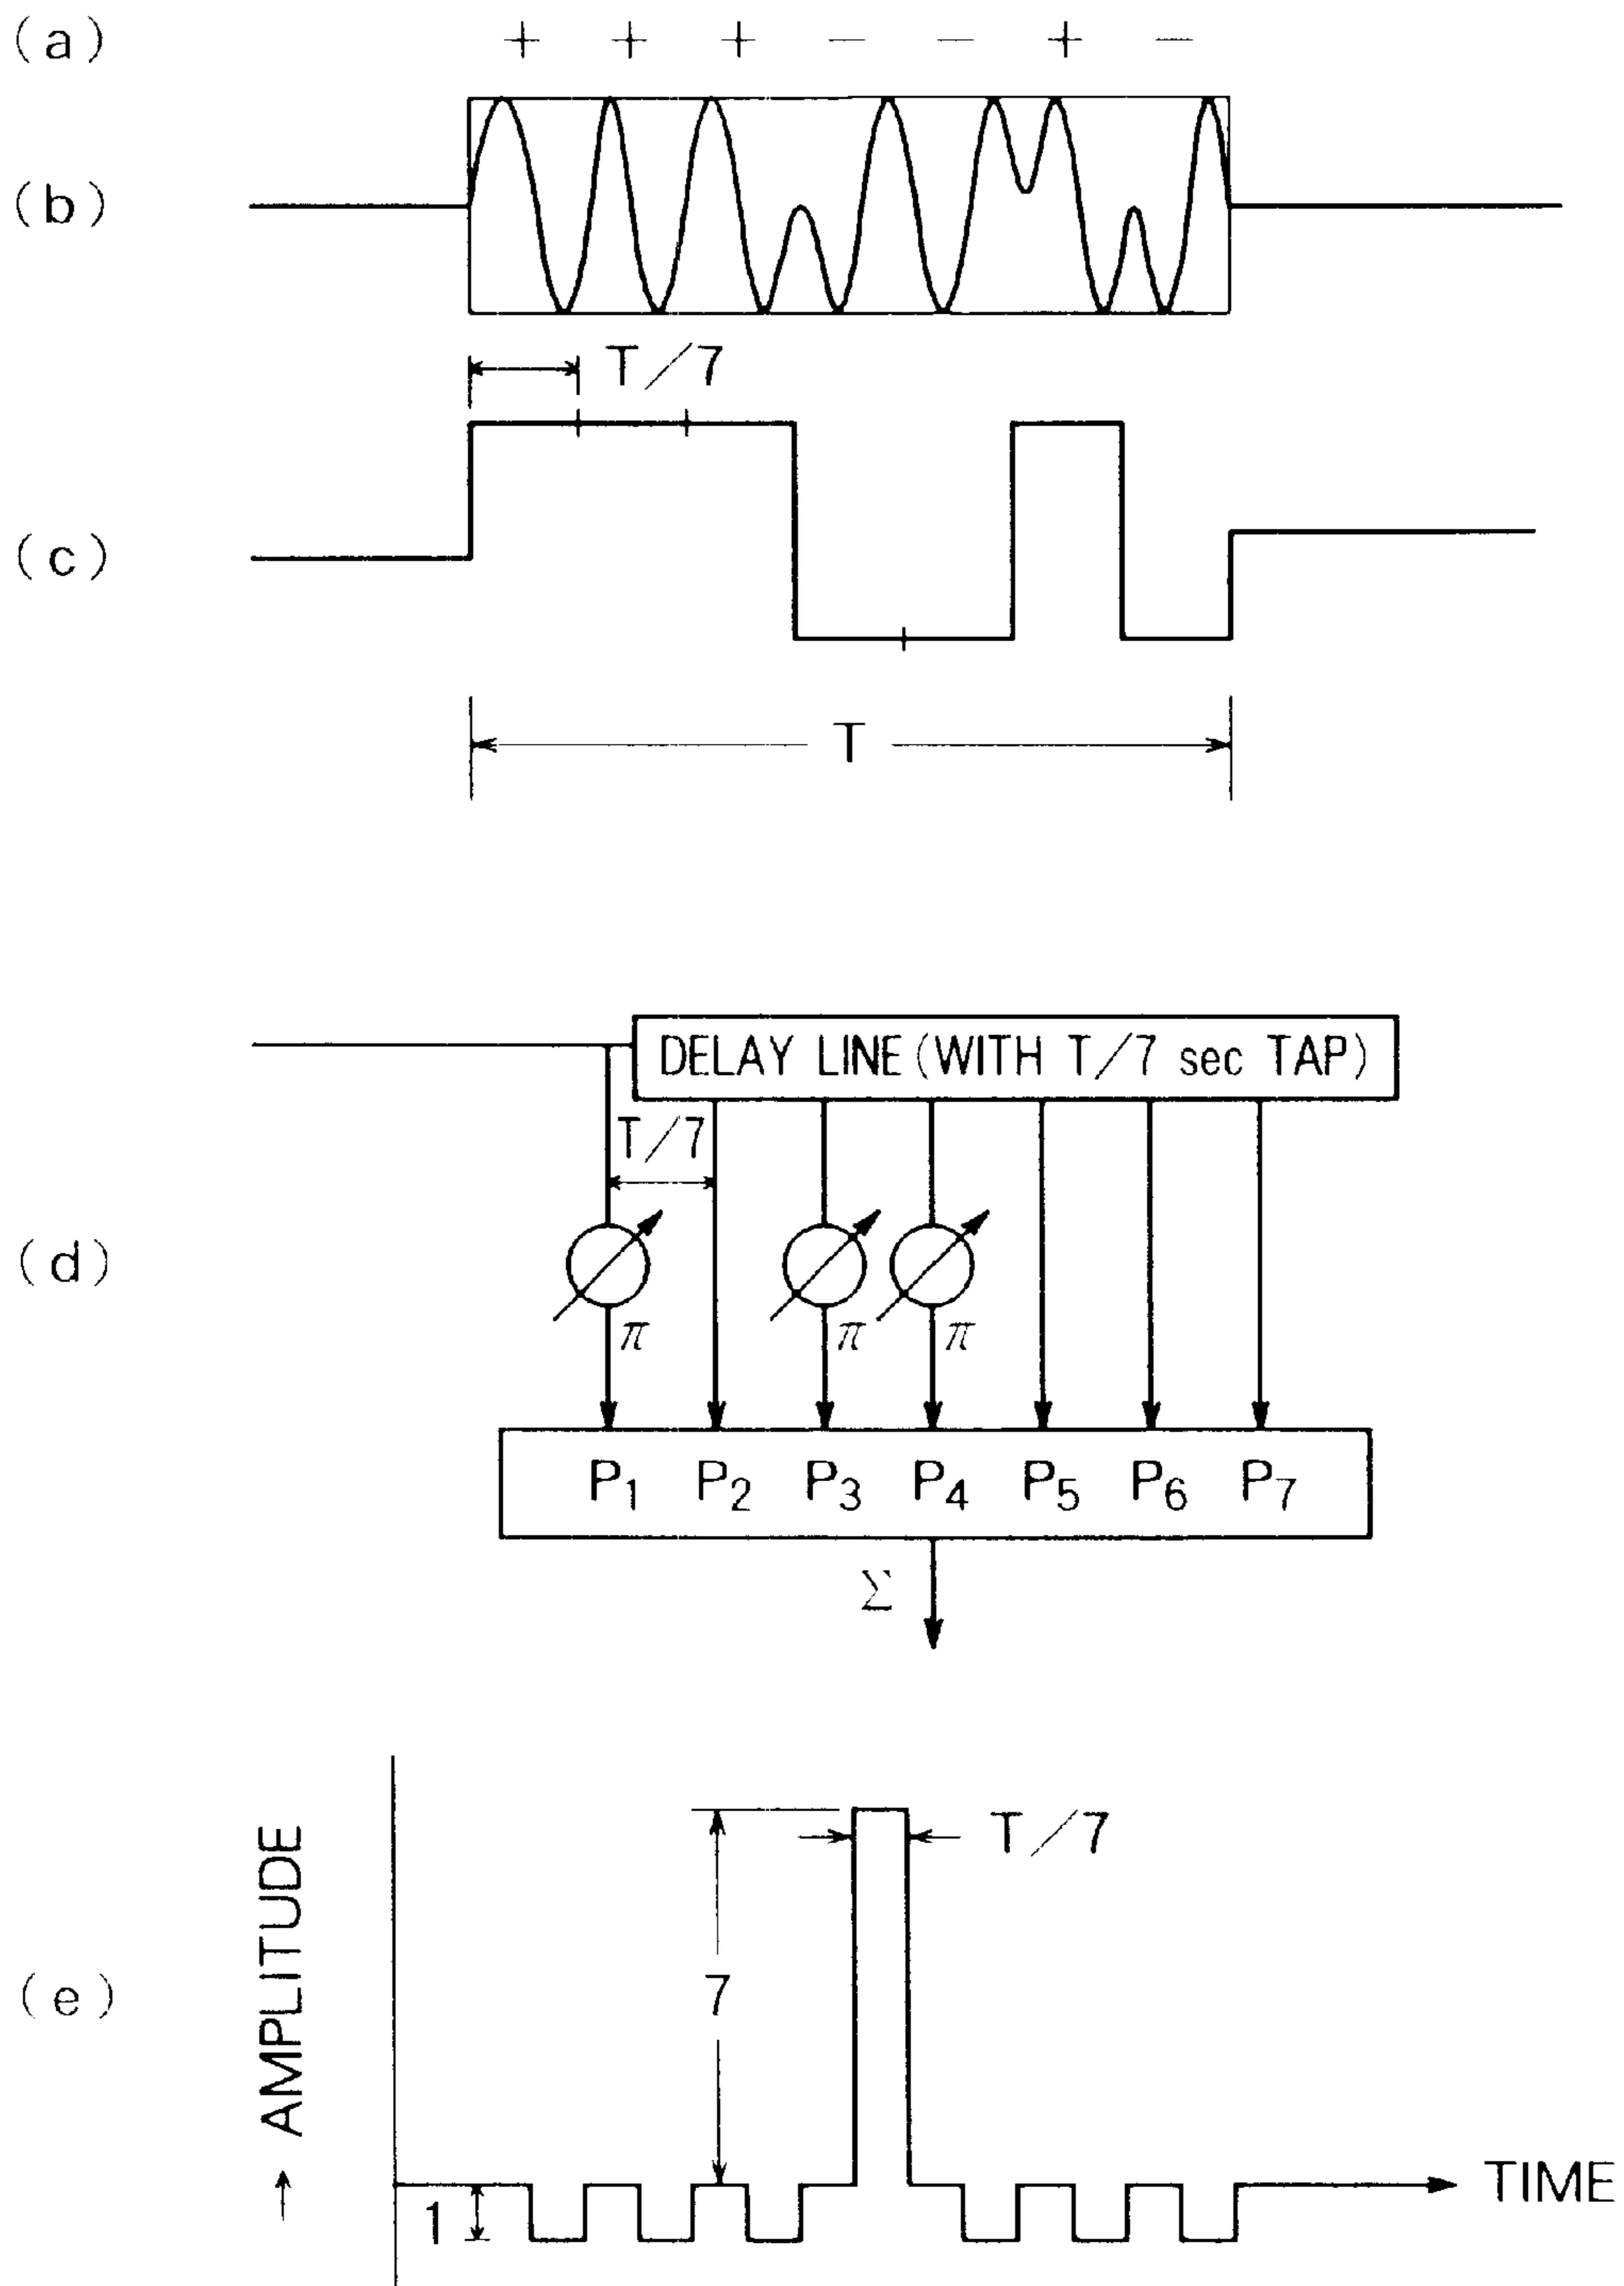 (a) + + + − − + −
(b)
T/7
(c)
T
DELAY LINE (WITH T/7 sec TAP)
T/7
(d)
π π π
P₁ P₂ P₃ P₄ P₅ P₆ P₇
Σ
T/7
→ AMPLITUDE
7
(e)
TIME
1